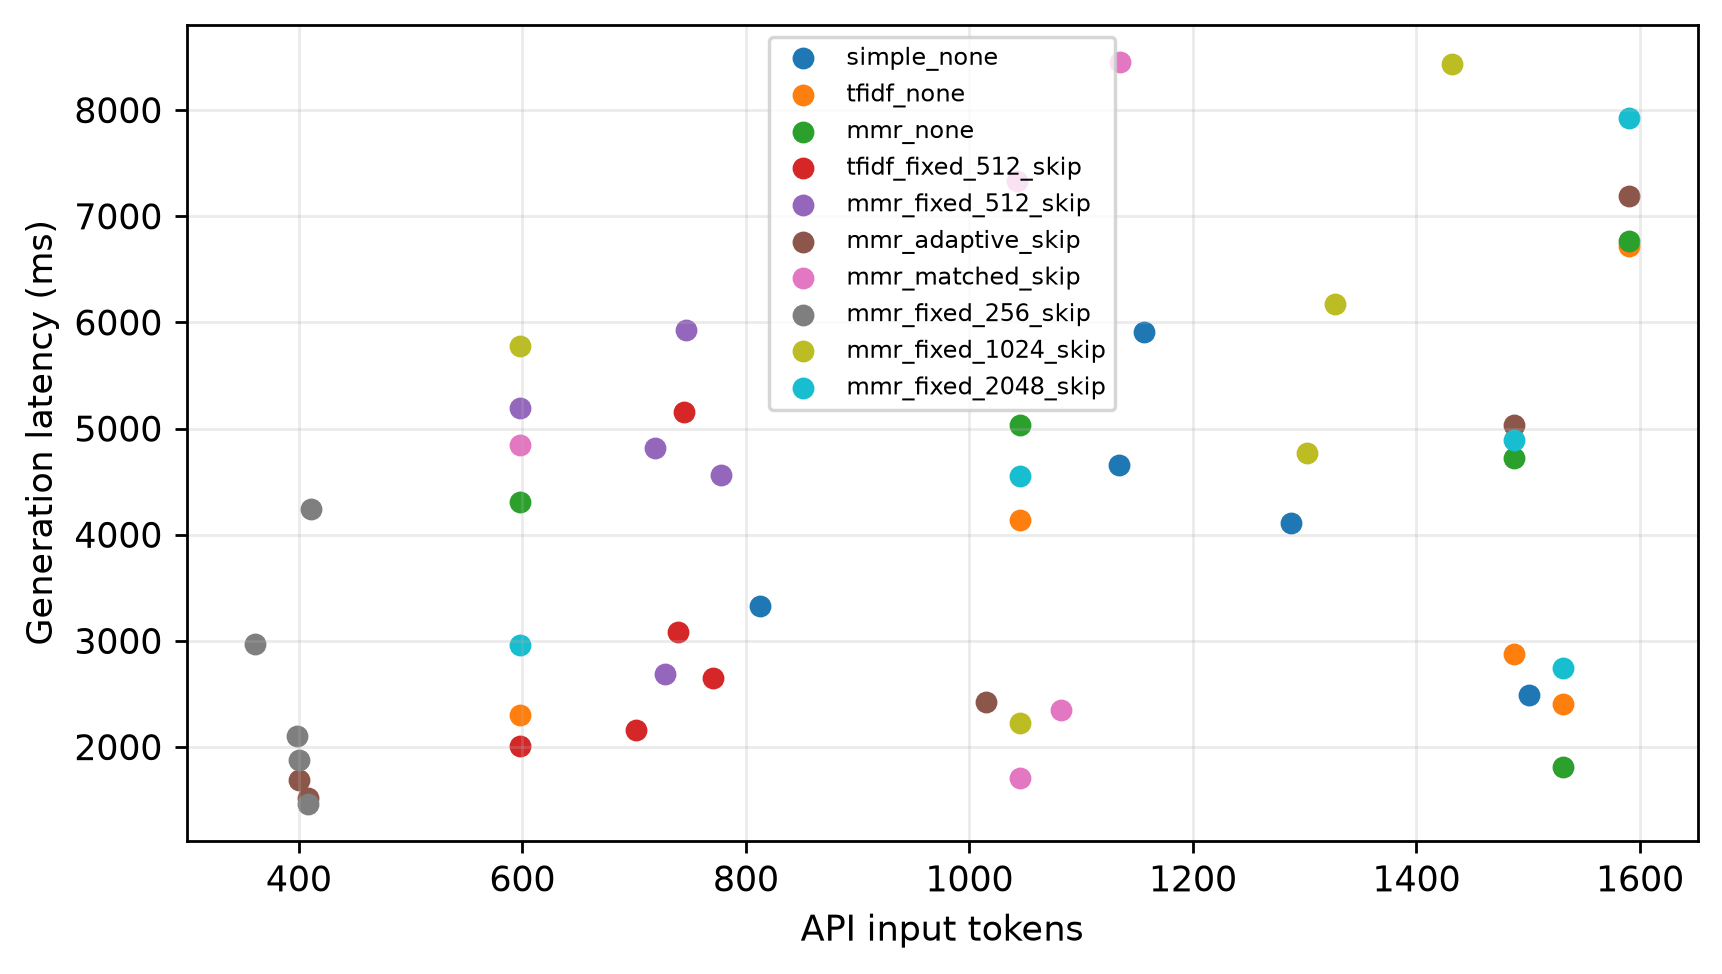 simple_none
tfidf_none
mmr_none
tfidf_fixed_512_skip
mmr_fixed_512_skip
mmr_adaptive_skip
mmr_matched_skip
mmr_fixed_256_skip
mmr_fixed_1024_skip
mmr_fixed_2048_skip
Generation latency (ms)
8000
7000
6000
5000
4000
3000
2000
400 600 800 1000 1200 1400 1600
API input tokens